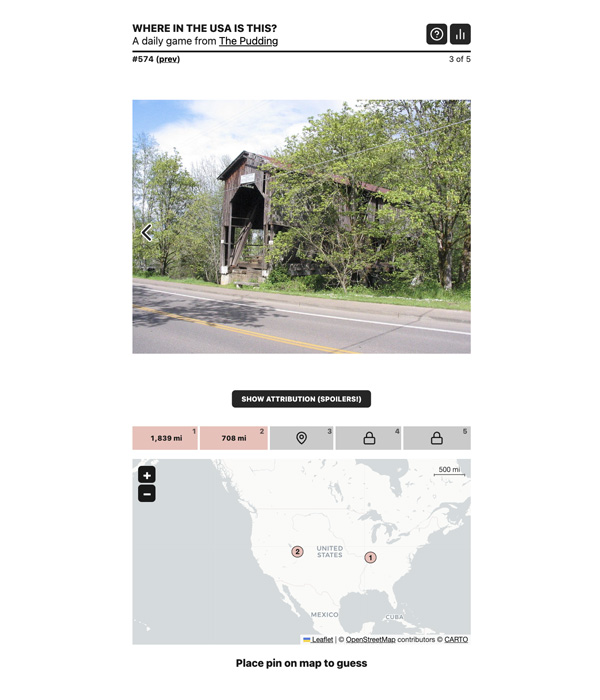 WHERE IN THE USA IS THIS?
A daily game from The Pudding
#574 (prev)
3 of 5
SHOW ATTRIBUTION (SPOILERS!)
1,839 mi
1
708 mi
2
3
4
5
+
−
500 mi
UNITED
STATES
2
1
MEXICO
CUBA
Leaflet | © OpenStreetMap contributors © CARTO
Place pin on map to guess